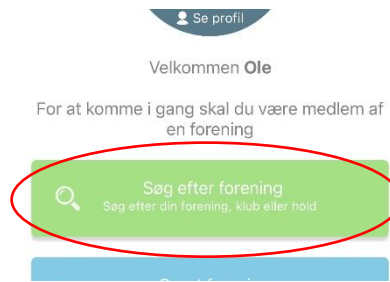 Se profil
Velkommen Ole
For at komme i gang skal du være medlem af
en forening
Søg efter forening
Søg efter din forening, klub eller hold